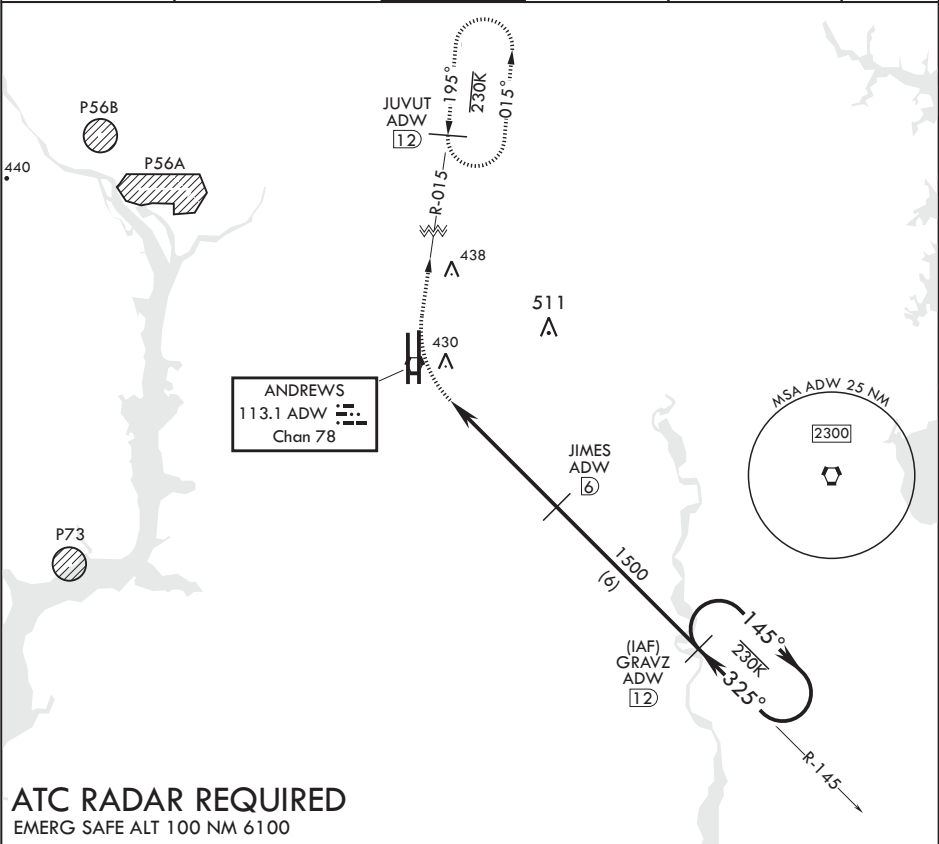 195°
230K
015°
JUVUT
ADW
12
P56B
P56A
440
R-015
438
511
430
ANDREWS
113.1 ADW
Chan 78
MSA ADW 25 NM
2300
JIMES
ADW
6
P73
1500
(6)
(IAF)
GRAVZ
ADW
12
145°
230K
325°
R-145
ATC RADAR REQUIRED
EMERG SAFE ALT 100 NM 6100